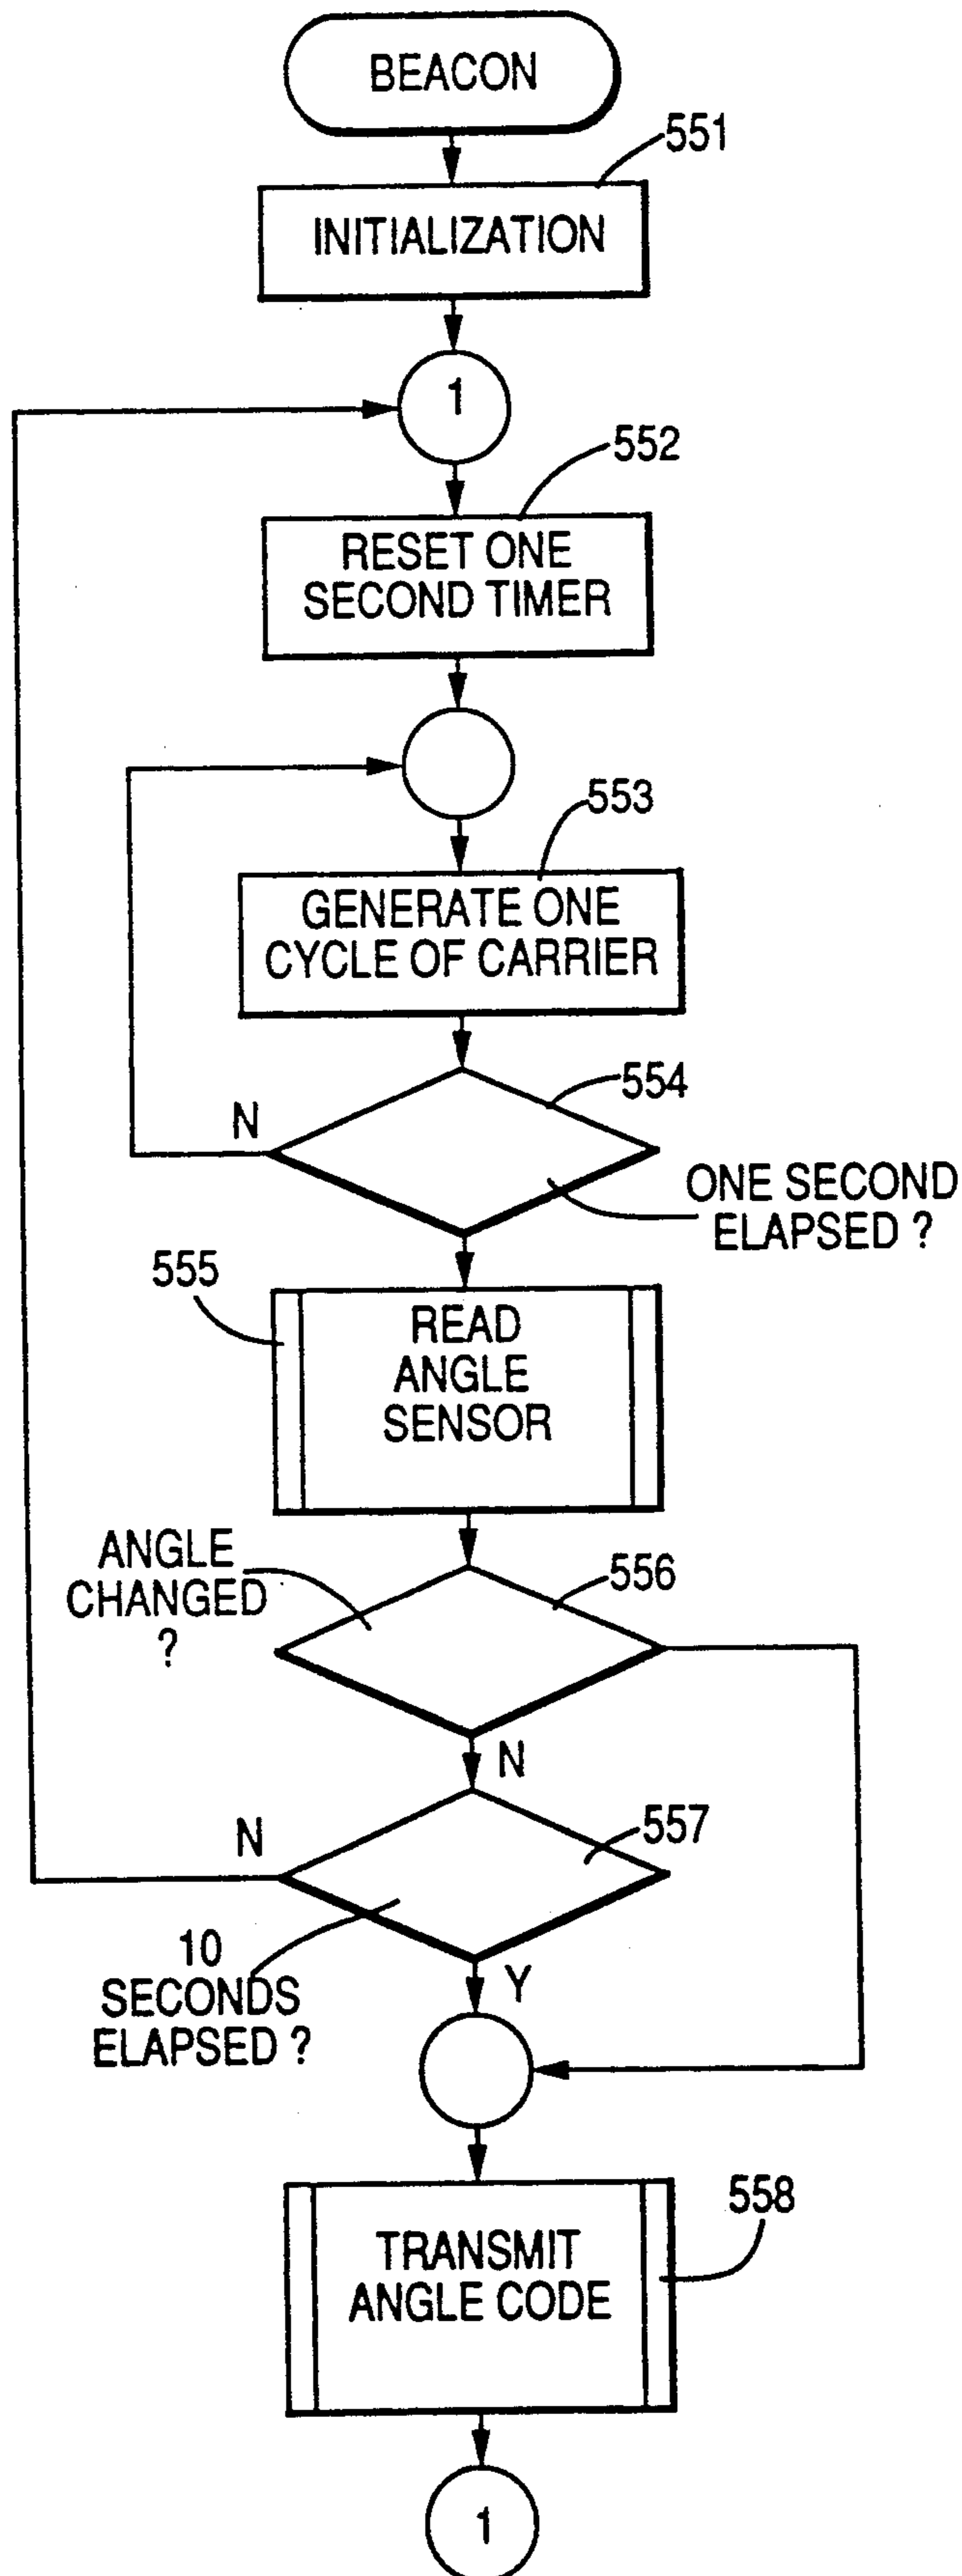 BEACON
551
INITIALIZATION
1
552
RESET ONE
SECOND TIMER
553
GENERATE ONE
CYCLE OF CARRIER
554
N
ONE SECOND
ELAPSED ?
555
READ
ANGLE
SENSOR
ANGLE
CHANGED
?
556
N
557
N
10
SECONDS
ELAPSED ?
Y
558
TRANSMIT
ANGLE CODE
1